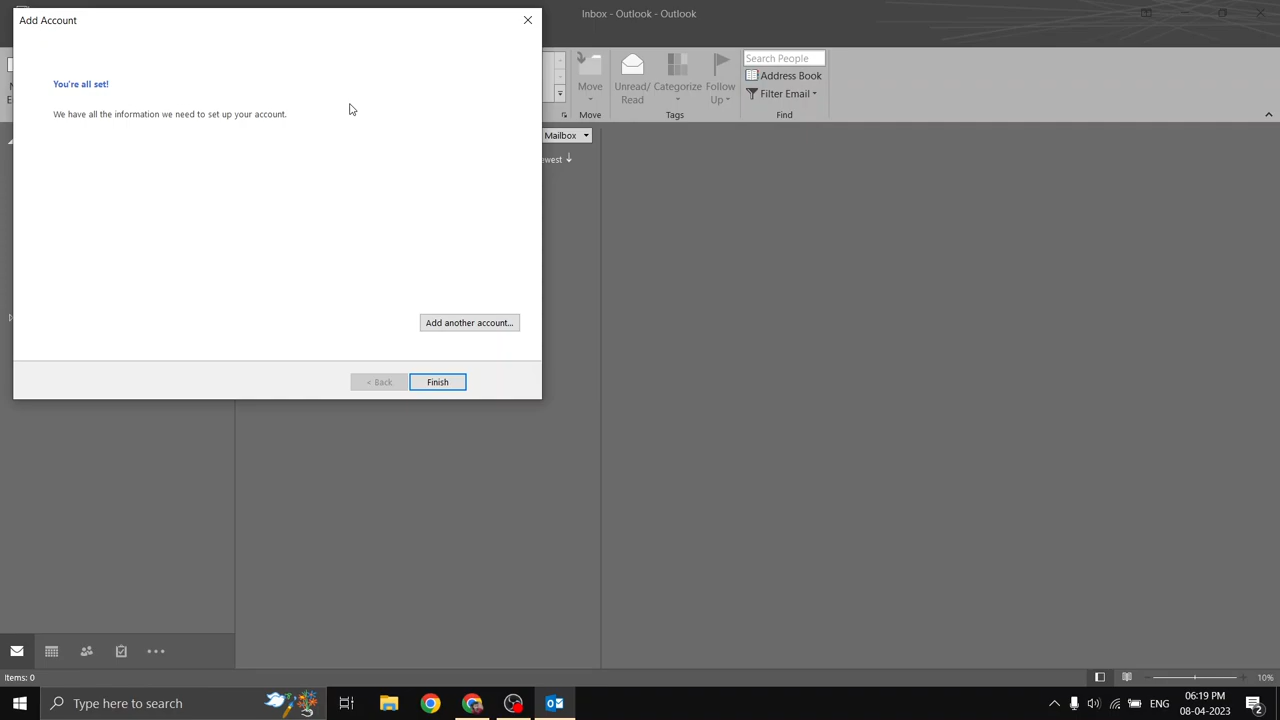 Add Account
Inbox - Outlook - Outlook
You're all set!
We have all the information we need to set up your account.
Add another account...
< Back
Finish
Move
Unread/
Read
Categorize
Follow
Up
Search People
Address Book
Filter Email
Move
Tags
Find
Mailbox
ewest
Items: 0
10%
Type here to search
ENG
06:19 PM
08-04-2023
2